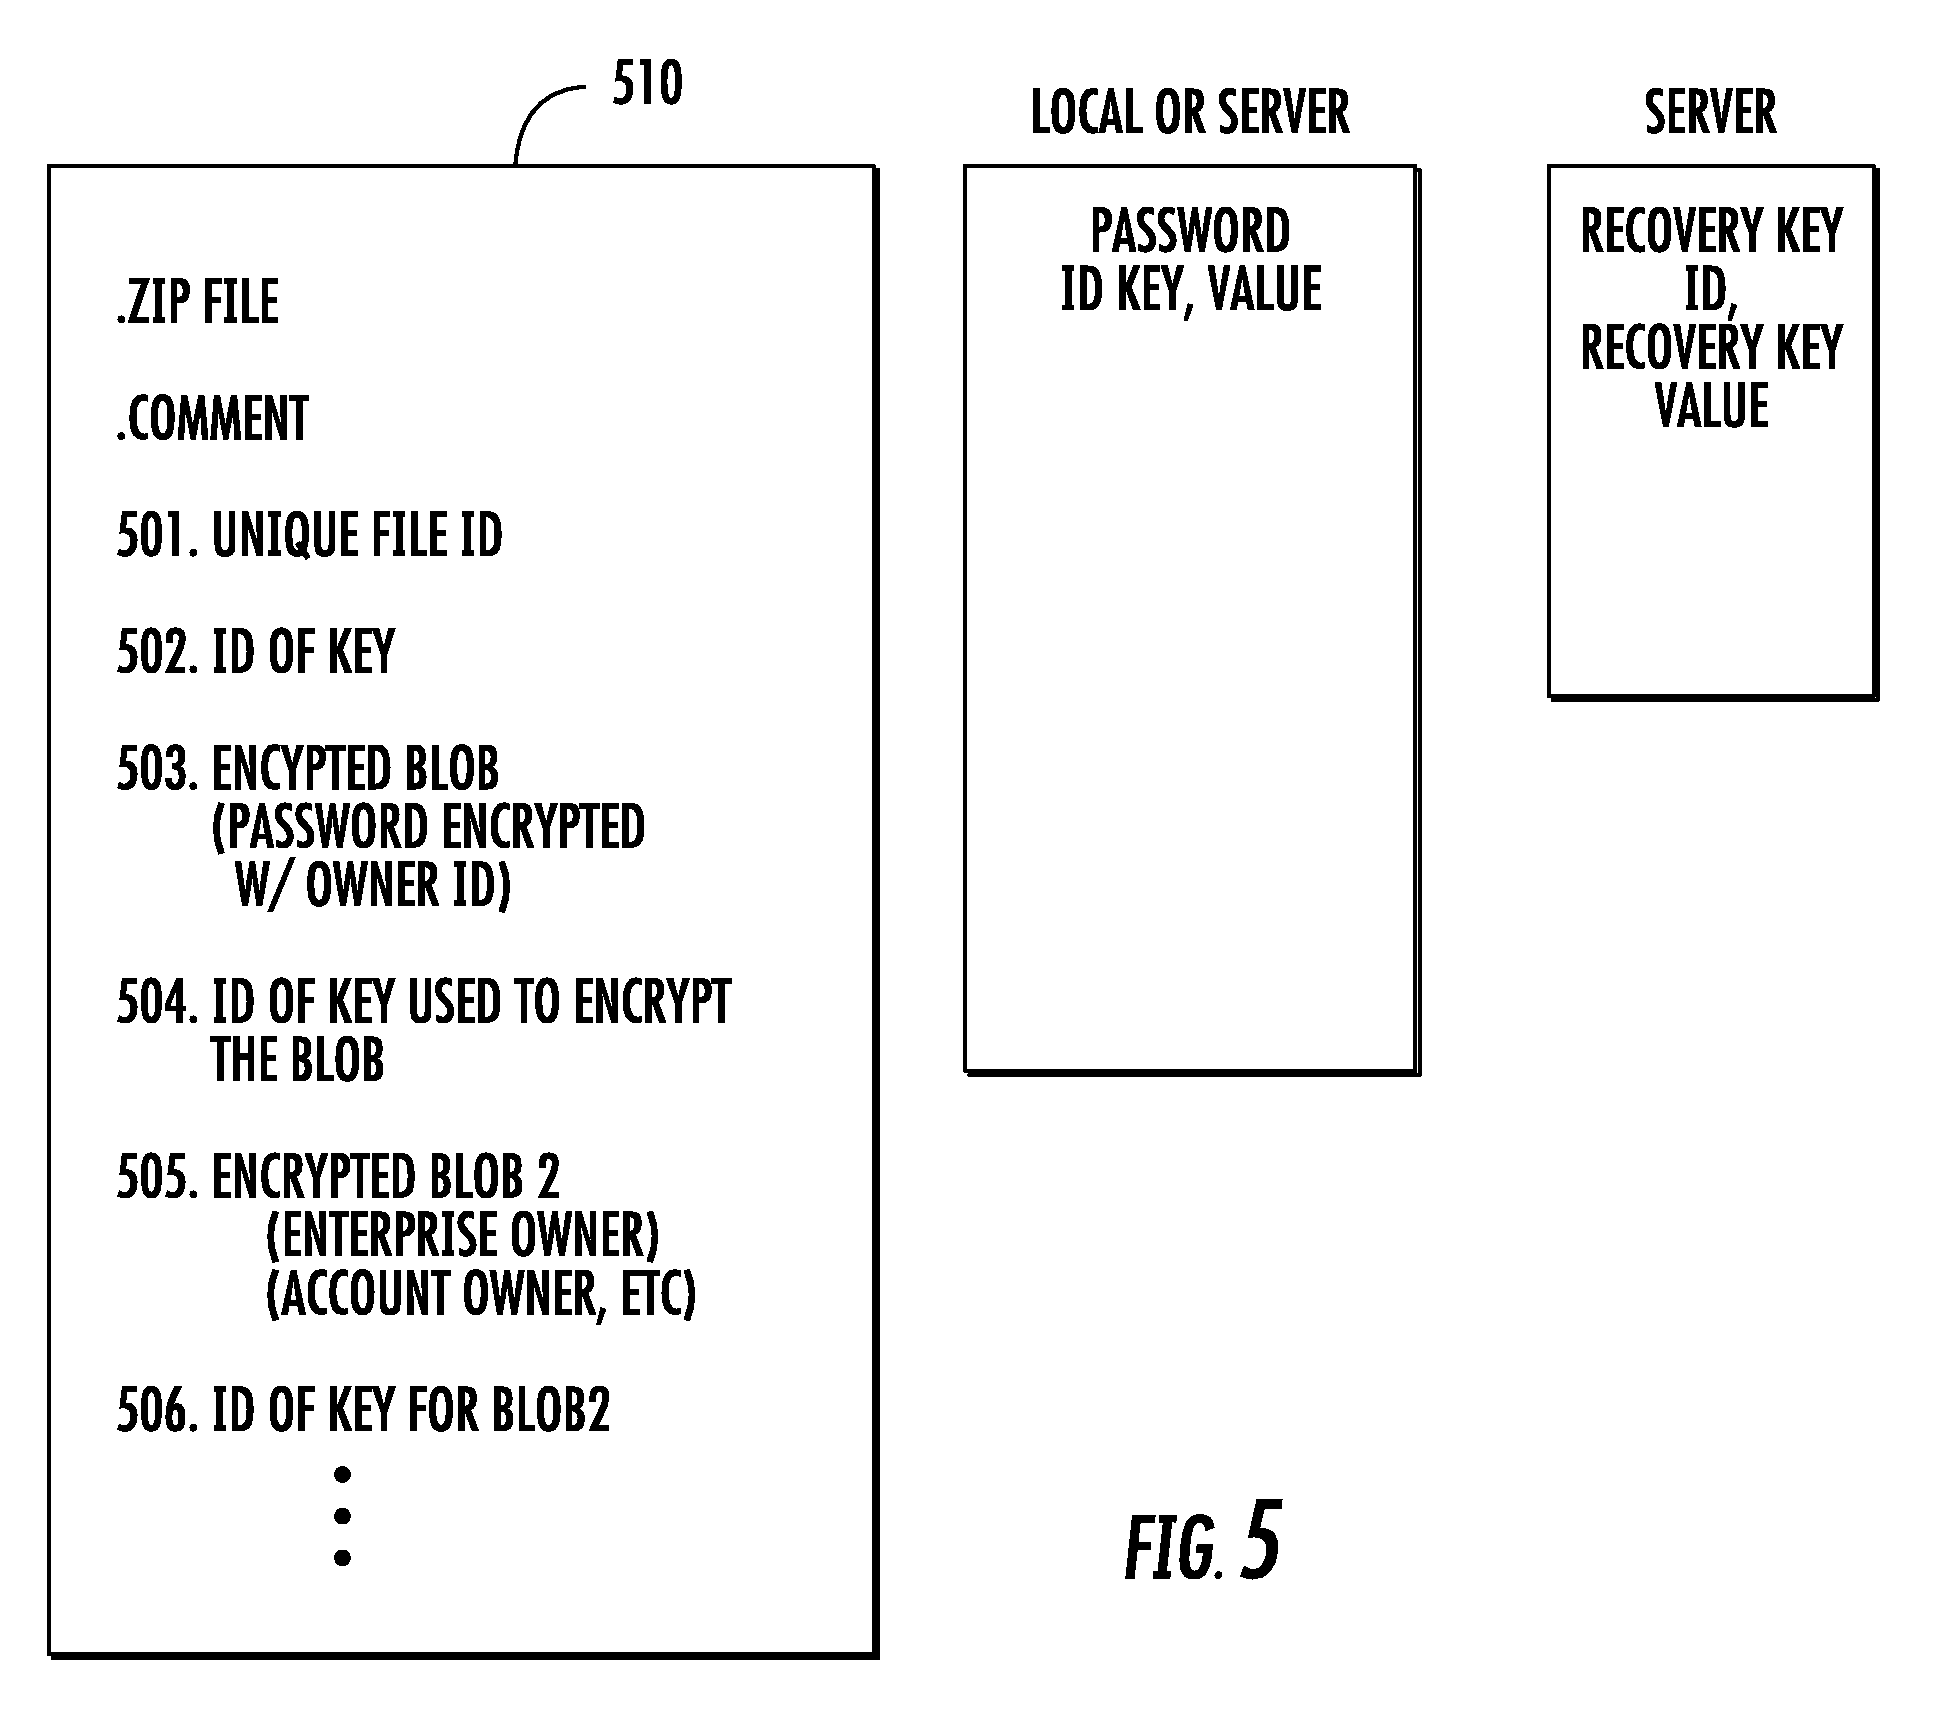 510
.ZIP FILE
.COMMENT
501. UNIQUE FILE ID
502. ID OF KEY
503. ENCYPTED BLOB
(PASSWORD ENCRYPTED
W/ OWNER ID)
504. ID OF KEY USED TO ENCRYPT
THE BLOB
505. ENCRYPTED BLOB 2
(ENTERPRISE OWNER)
(ACCOUNT OWNER, ETC)
506. ID OF KEY FOR BLOB2
LOCAL OR SERVER
PASSWORD
ID KEY, VALUE
SERVER
RECOVERY KEY
ID,
RECOVERY KEY
VALUE
FIG. 5